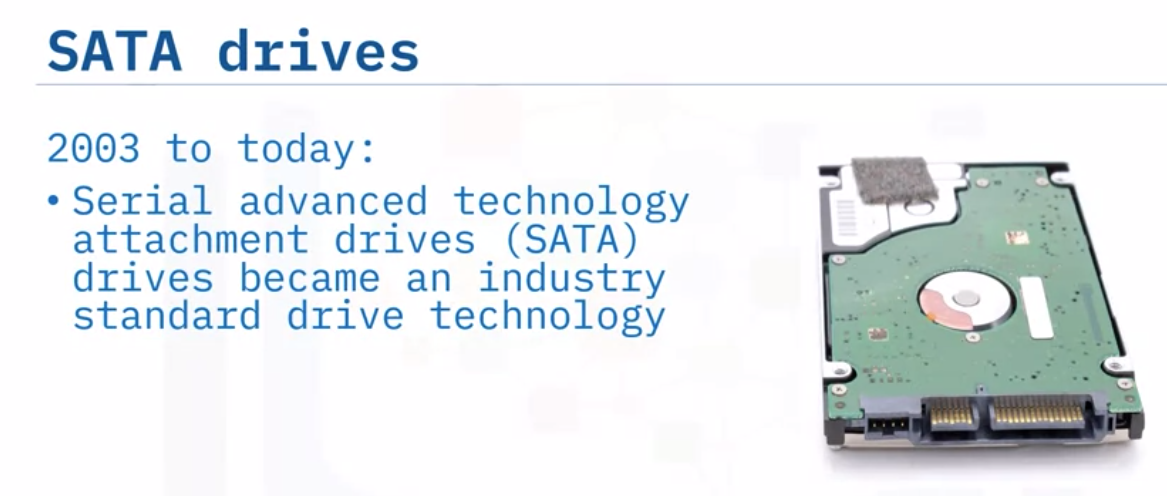 SATA drives
2003 to today:
• Serial advanced technology
attachment drives (SATA)
drives became an industry
standard drive technology